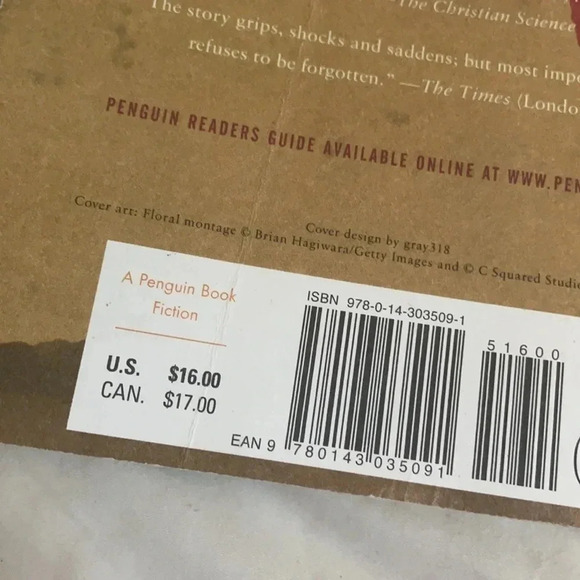 The Christian Science
The story grips, shocks and saddens; but most
refuses to be forgotten." —The Times
PENGUIN READERS GUIDE AVAILABLE ONLINE AT WWW.PEN
Cover design by gray318
Cover art: Floral montage © Brian Hagiwara/Getty Images and © C Squared
A Penguin Book
Fiction
U.S. $16.00
CAN. $17.00
ISBN 978-0-14-303509-1
51600
EAN 9 780143 035091